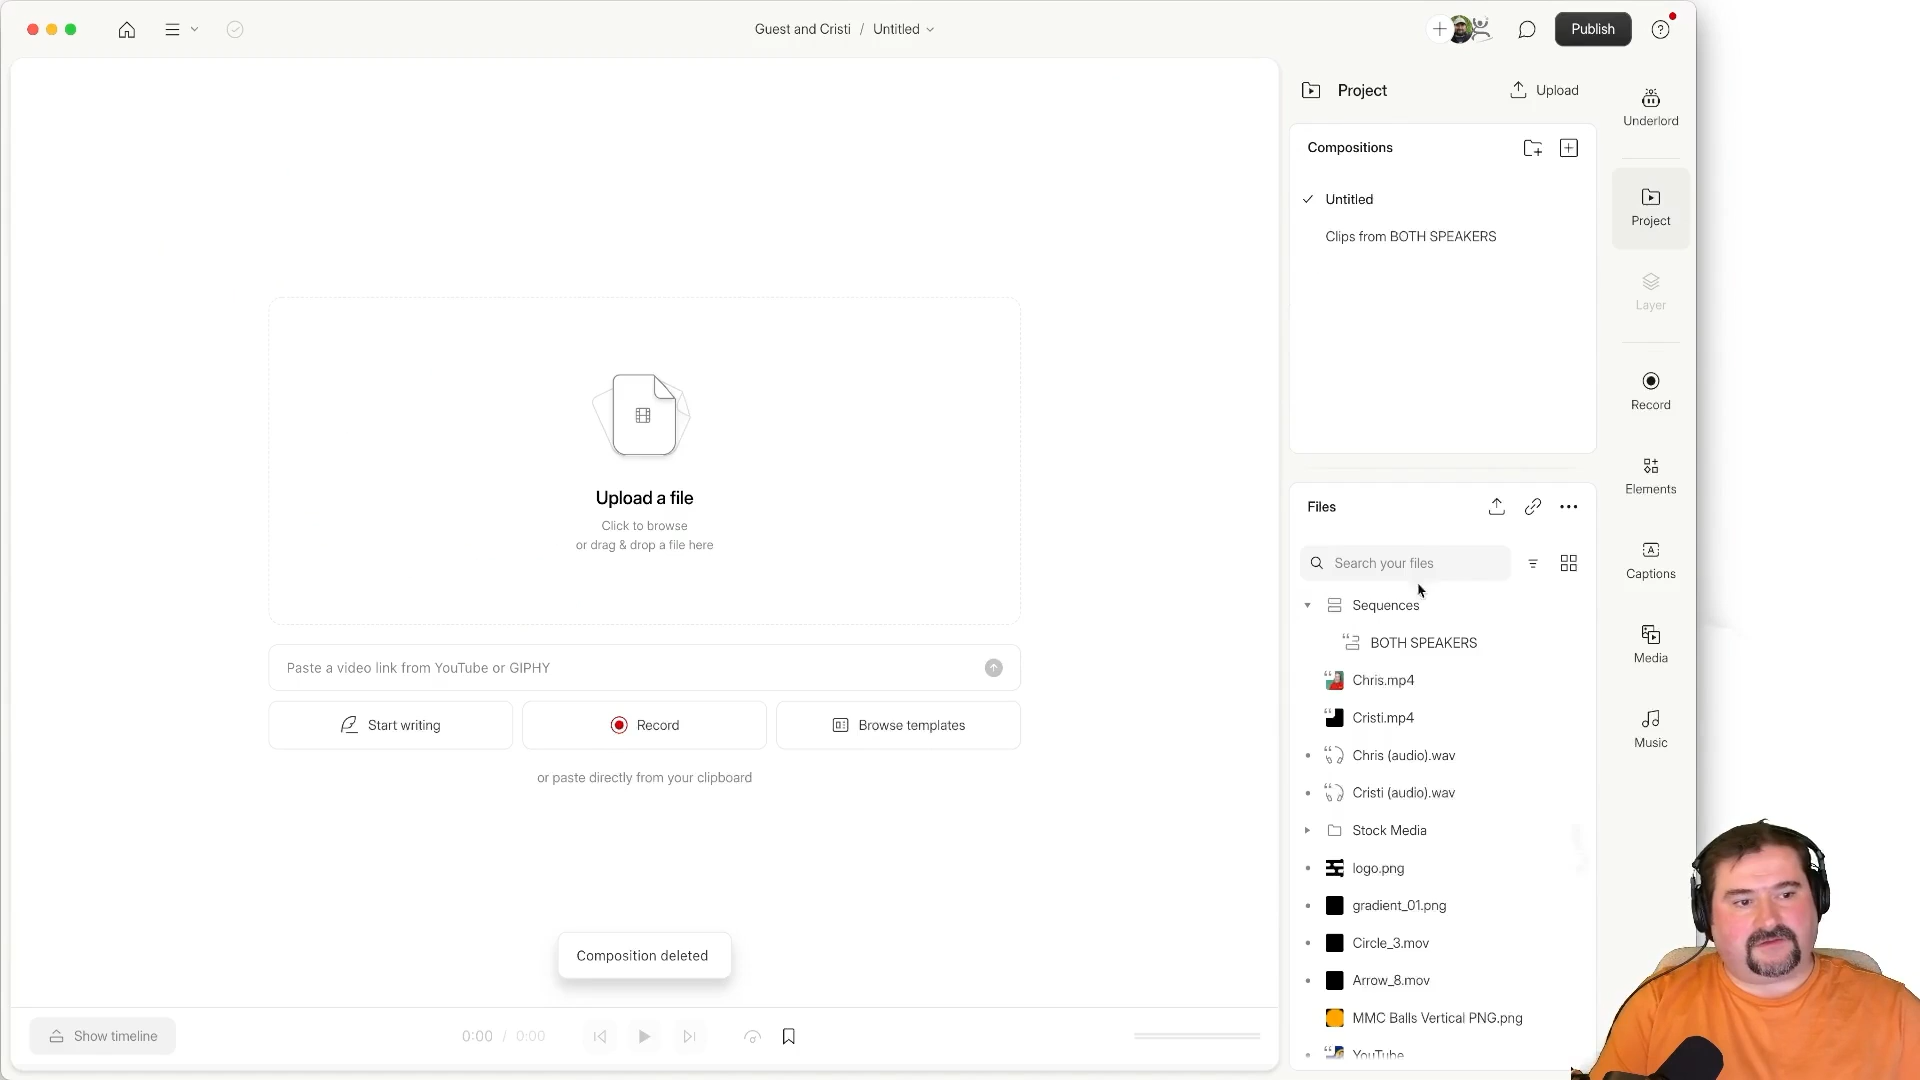 Guest and Cristi / Untitled
Publish
Project
Upload
Underlord
Compositions
Untitled
Clips from BOTH SPEAKERS
Project
Layer
Record
Elements
Captions
Media
Music
Upload a file
Click to browse
or drag & drop a file here
Paste a video link from YouTube or GIPHY
Start writing
Record
Browse templates
or paste directly from your clipboard
Composition deleted
Show timeline
0:00 / 0:00
Files
Search your files
Sequences
BOTH SPEAKERS
Chris.mp4
Cristi.mp4
Chris (audio).wav
Cristi (audio).wav
Stock Media
logo.png
gradient_01.png
Circle_3.mov
Arrow_8.mov
MMC Balls Vertical PNG.png
YouTube